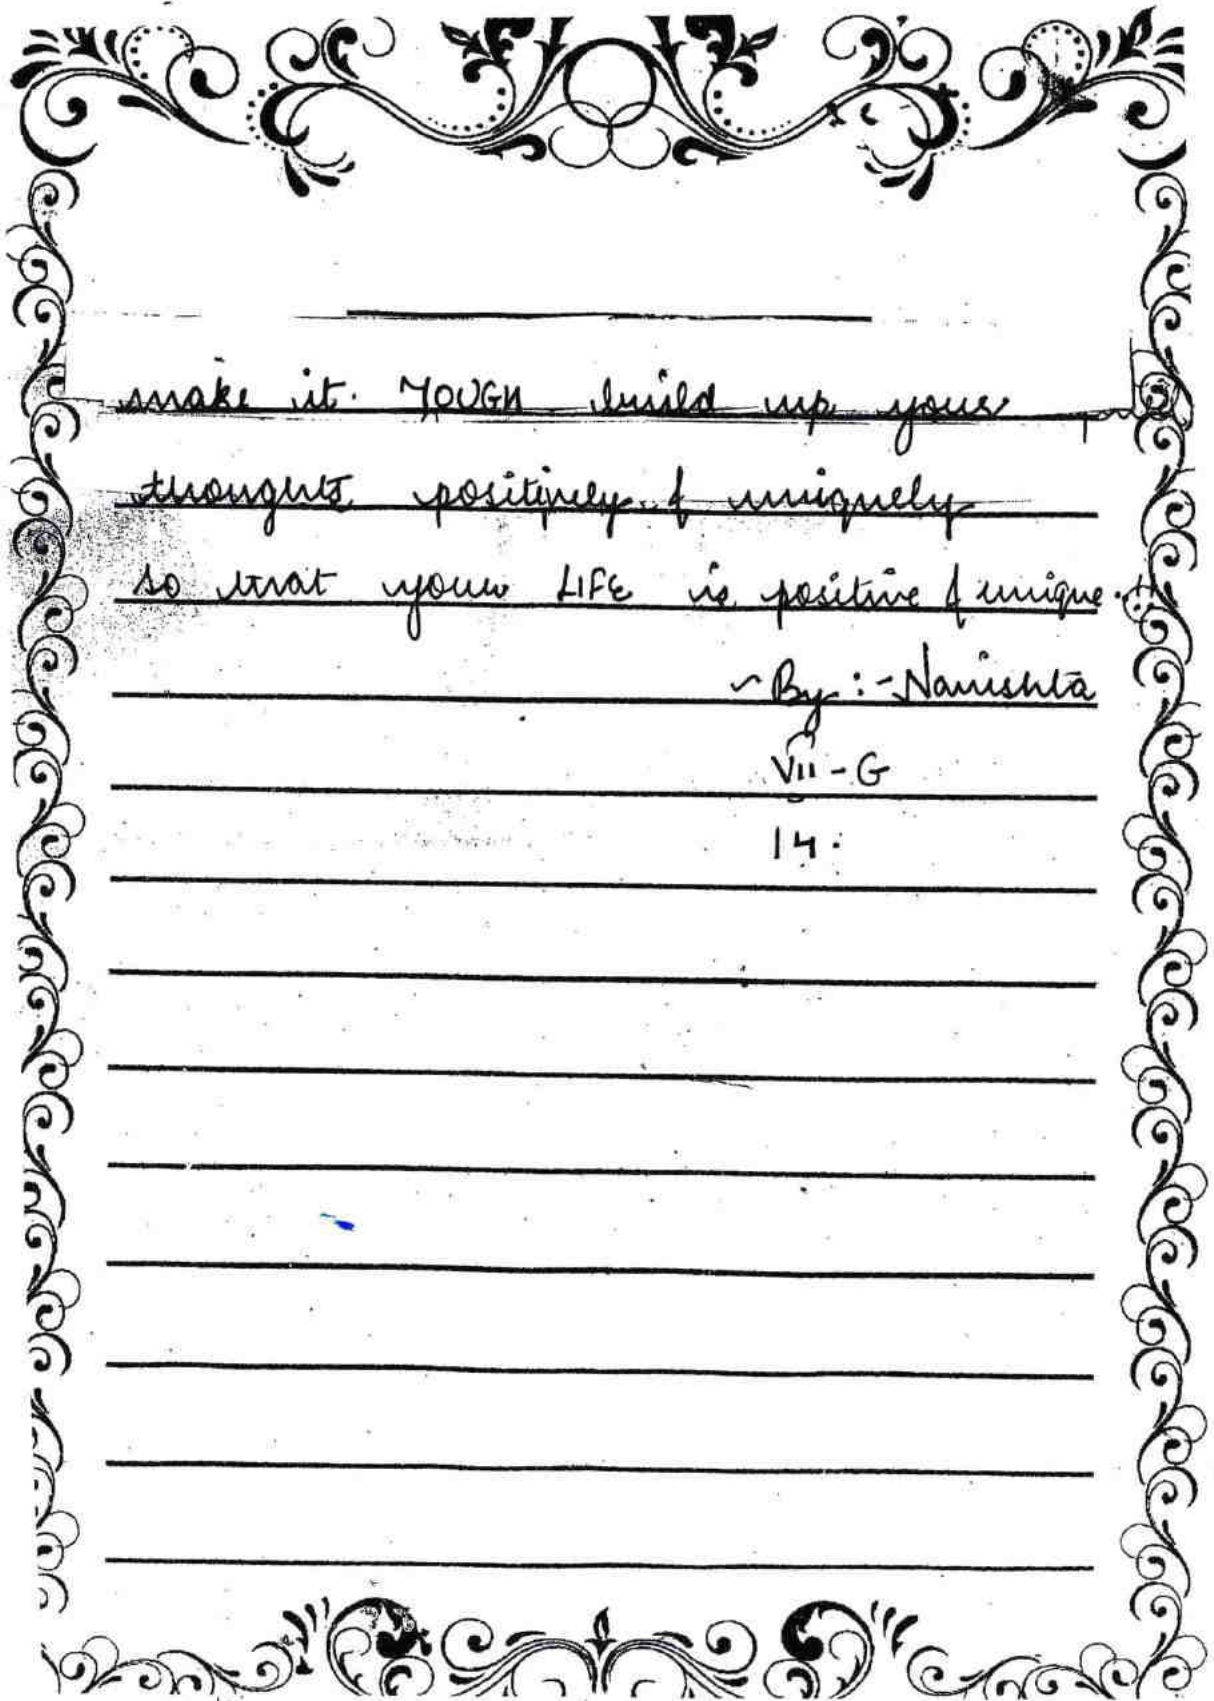 make it TOUGH build up your
thoughts positively & uniquely
so that your LIFE is positive & unique.
~ By :- Navishta
VII - G
14.